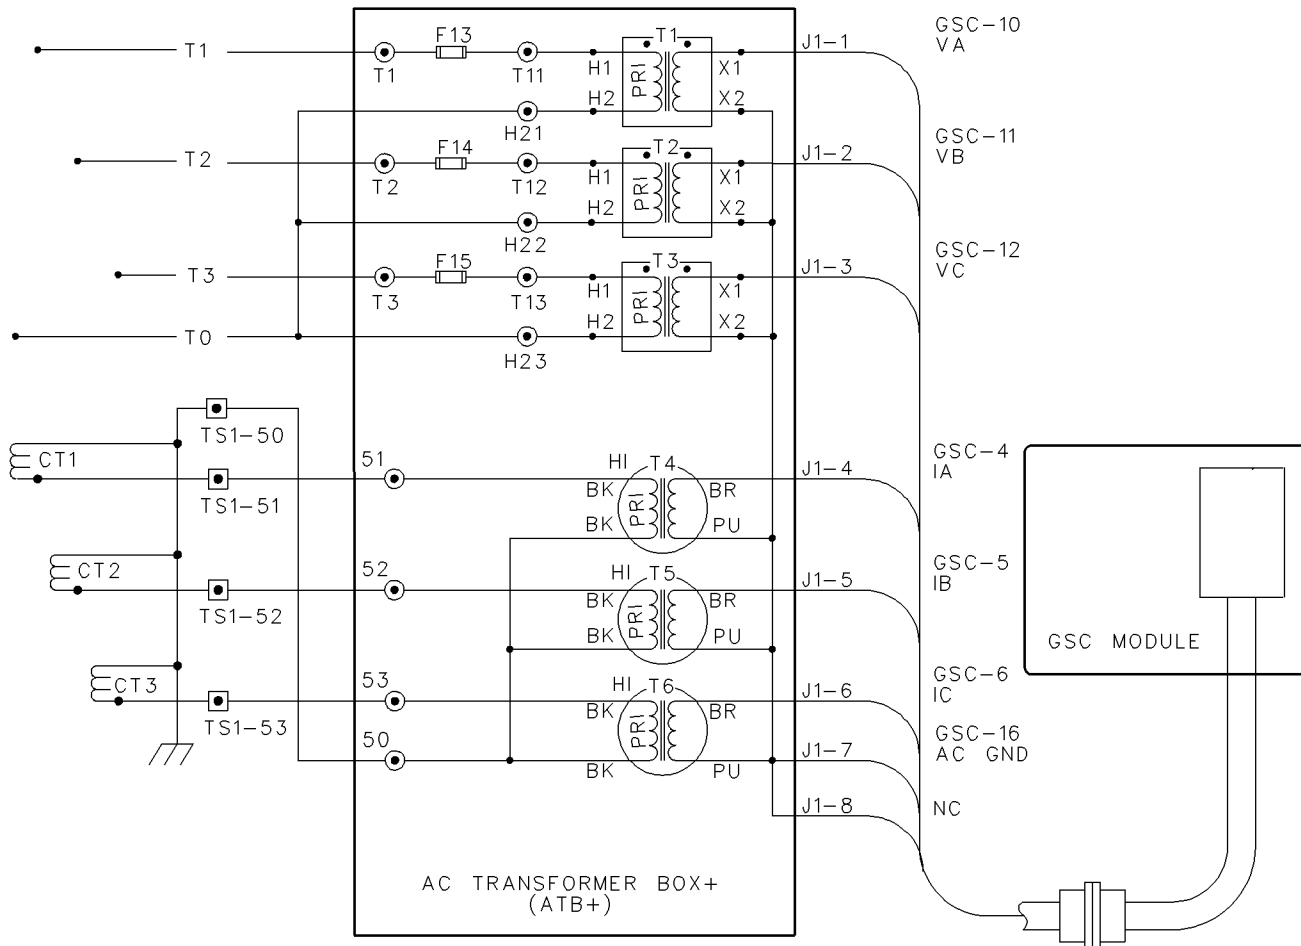 GSC-10
VA
T1
F13
T1
J1-1
T1
T11
H1
PRI
X1
H2
X2
H21
GSC-11
VB
T2
F14
T2
J1-2
T2
T12
H1
PRI
X1
H2
X2
H22
GSC-12
VC
T3
F15
T3
J1-3
T3
T13
H1
PRI
X1
H2
X2
T0
H23
TS1-50
CT1
51
HI T4
J1-4
GSC-4
IA
TS1-51
BK
PRI
BR
BK
PU
CT2
52
HI T5
J1-5
GSC-5
IB
TS1-52
BK
PRI
BR
BK
PU
GSC MODULE
CT3
53
HI T6
J1-6
GSC-6
IC
TS1-53
BK
PRI
BR
50
BK
PU
J1-7
GSC-16
AC GND
J1-8
NC
AC TRANSFORMER BOX+
(ATB+)